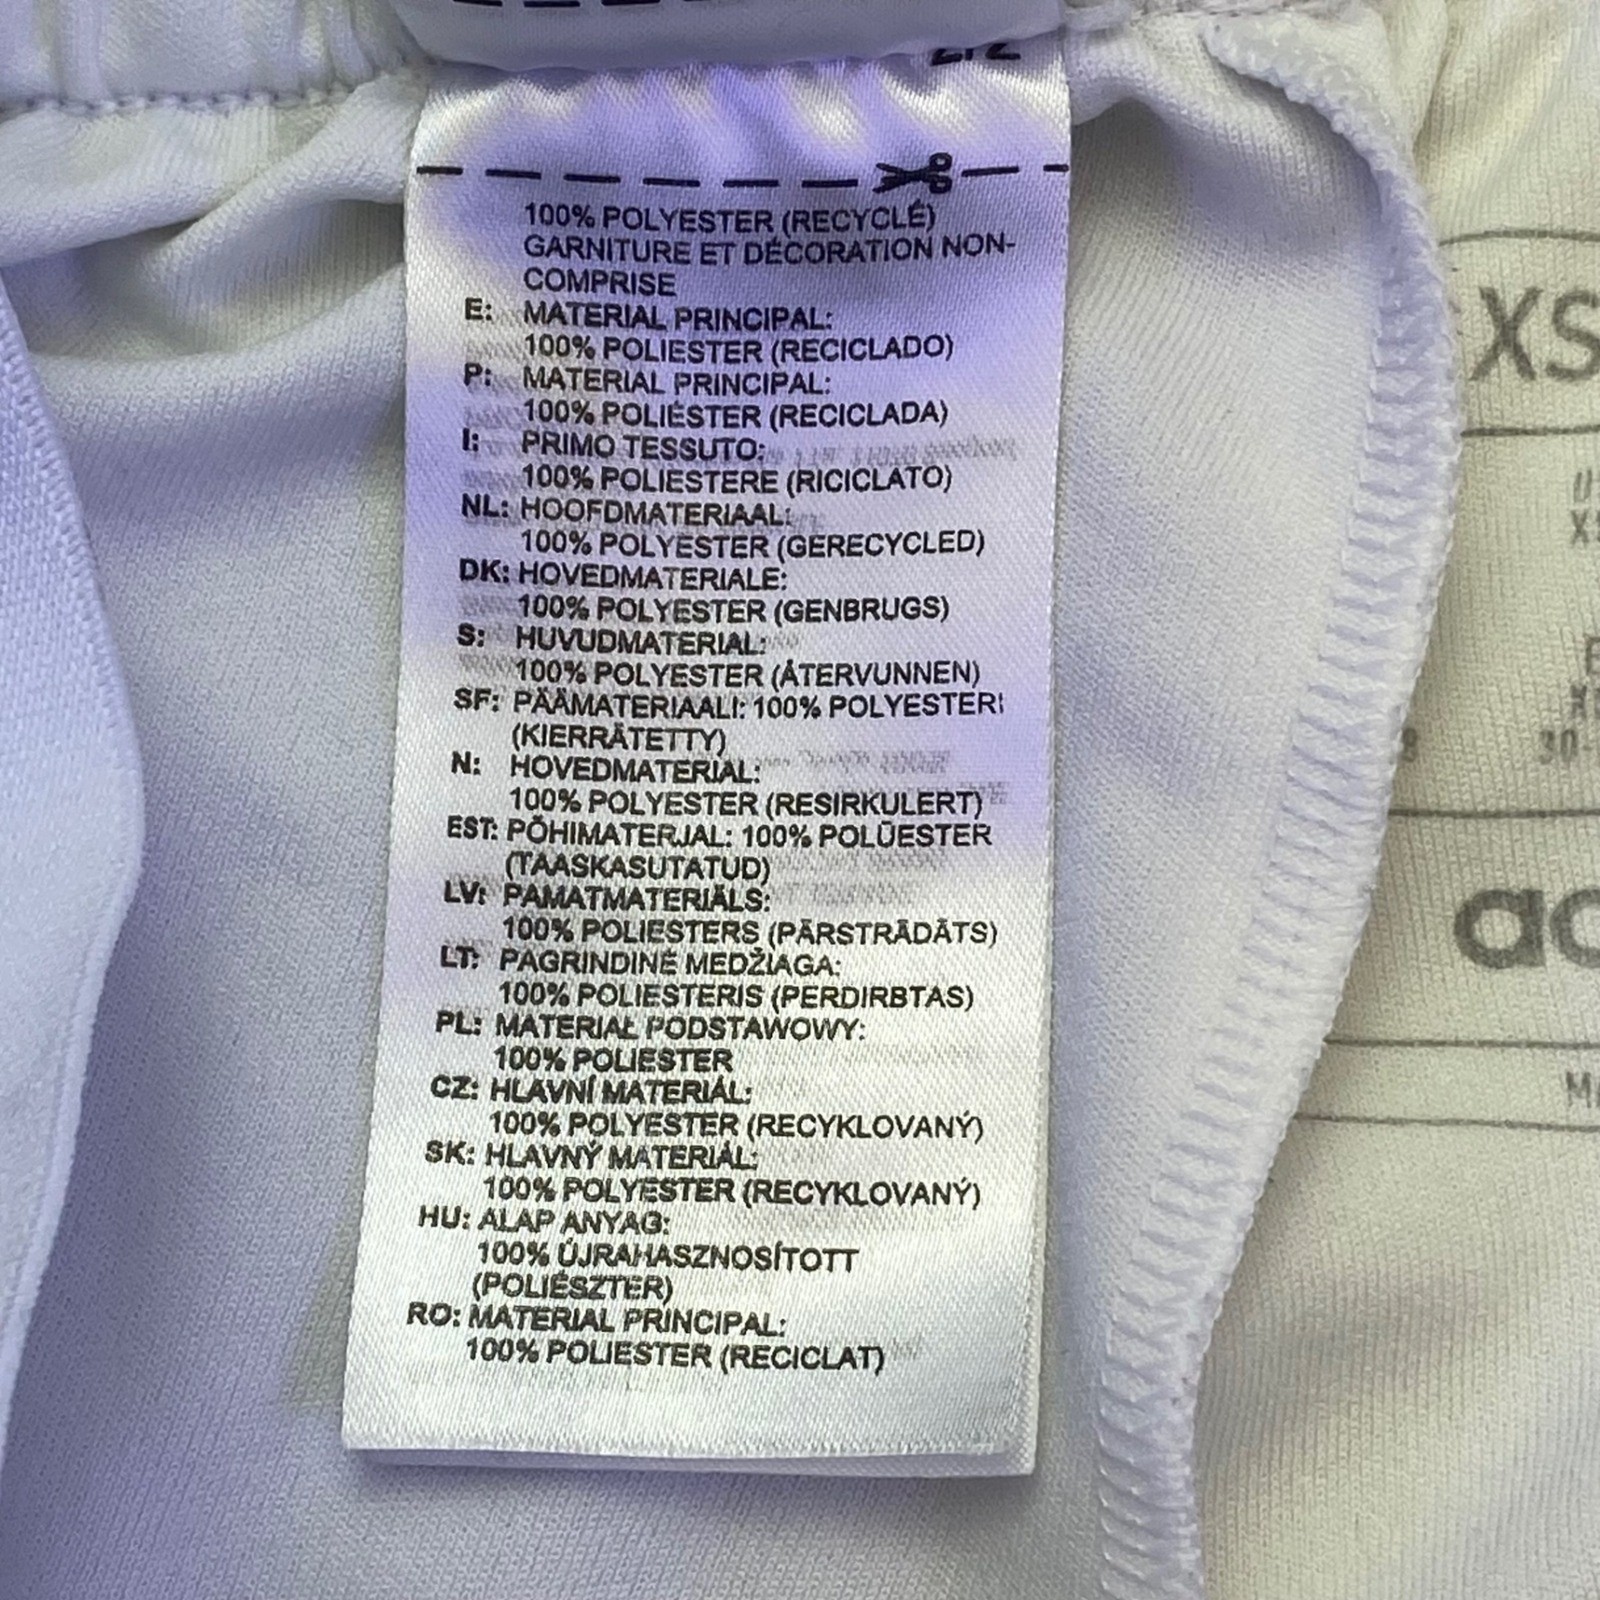 100% POLYESTER (RECYCLÉ)
GARNITURE ET DÉCORATION NON-
COMPRISE
E: MATERIAL PRINCIPAL:
100% POLIESTER (RECICLADO)
P: MATERIAL PRINCIPAL:
100% POLIÉSTER (RECICLADA)
I: PRIMO TESSUTO:
100% POLIESTERE (RICICLATO)
NL: HOOFDMATERIAAL:
100% POLYESTER (GERECYCLED)
DK: HOVEDMATERIALE:
100% POLYESTER (GENBRUGS)
S: HUVUDMATERIAL:
100% POLYESTER (ÅTERVUNNEN)
SF: PÄÄMATERIAALI: 100% POLYESTERI
(KIERRÄTETTY)
N: HOVEDMATERIAL:
100% POLYESTER (RESIRKULERT)
EST: PÕHIMATERJAL: 100% POLÜESTER
(TAASKASUTATUD)
LV: PAMATMATERIĀLS:
100% POLIESTERS (PĀRSTRĀDĀTS)
LT: PAGRINDINĖ MEDŽIAGA:
100% POLIESTERIS (PERDIRBTAS)
PL: MATERIAŁ PODSTAWOWY:
100% POLIESTER
CZ: HLAVNÍ MATERIÁL:
100% POLYESTER (RECYKLOVANÝ)
SK: HLAVNÝ MATERIÁL:
100% POLYESTER (RECYKLOVANÝ)
HU: ALAP ANYAG:
100% ÚJRAHASZNOSÍTOTT
(POLIÉSZTER)
RO: MATERIAL PRINCIPAL:
100% POLIESTER (RECICLAT)
XS
30-